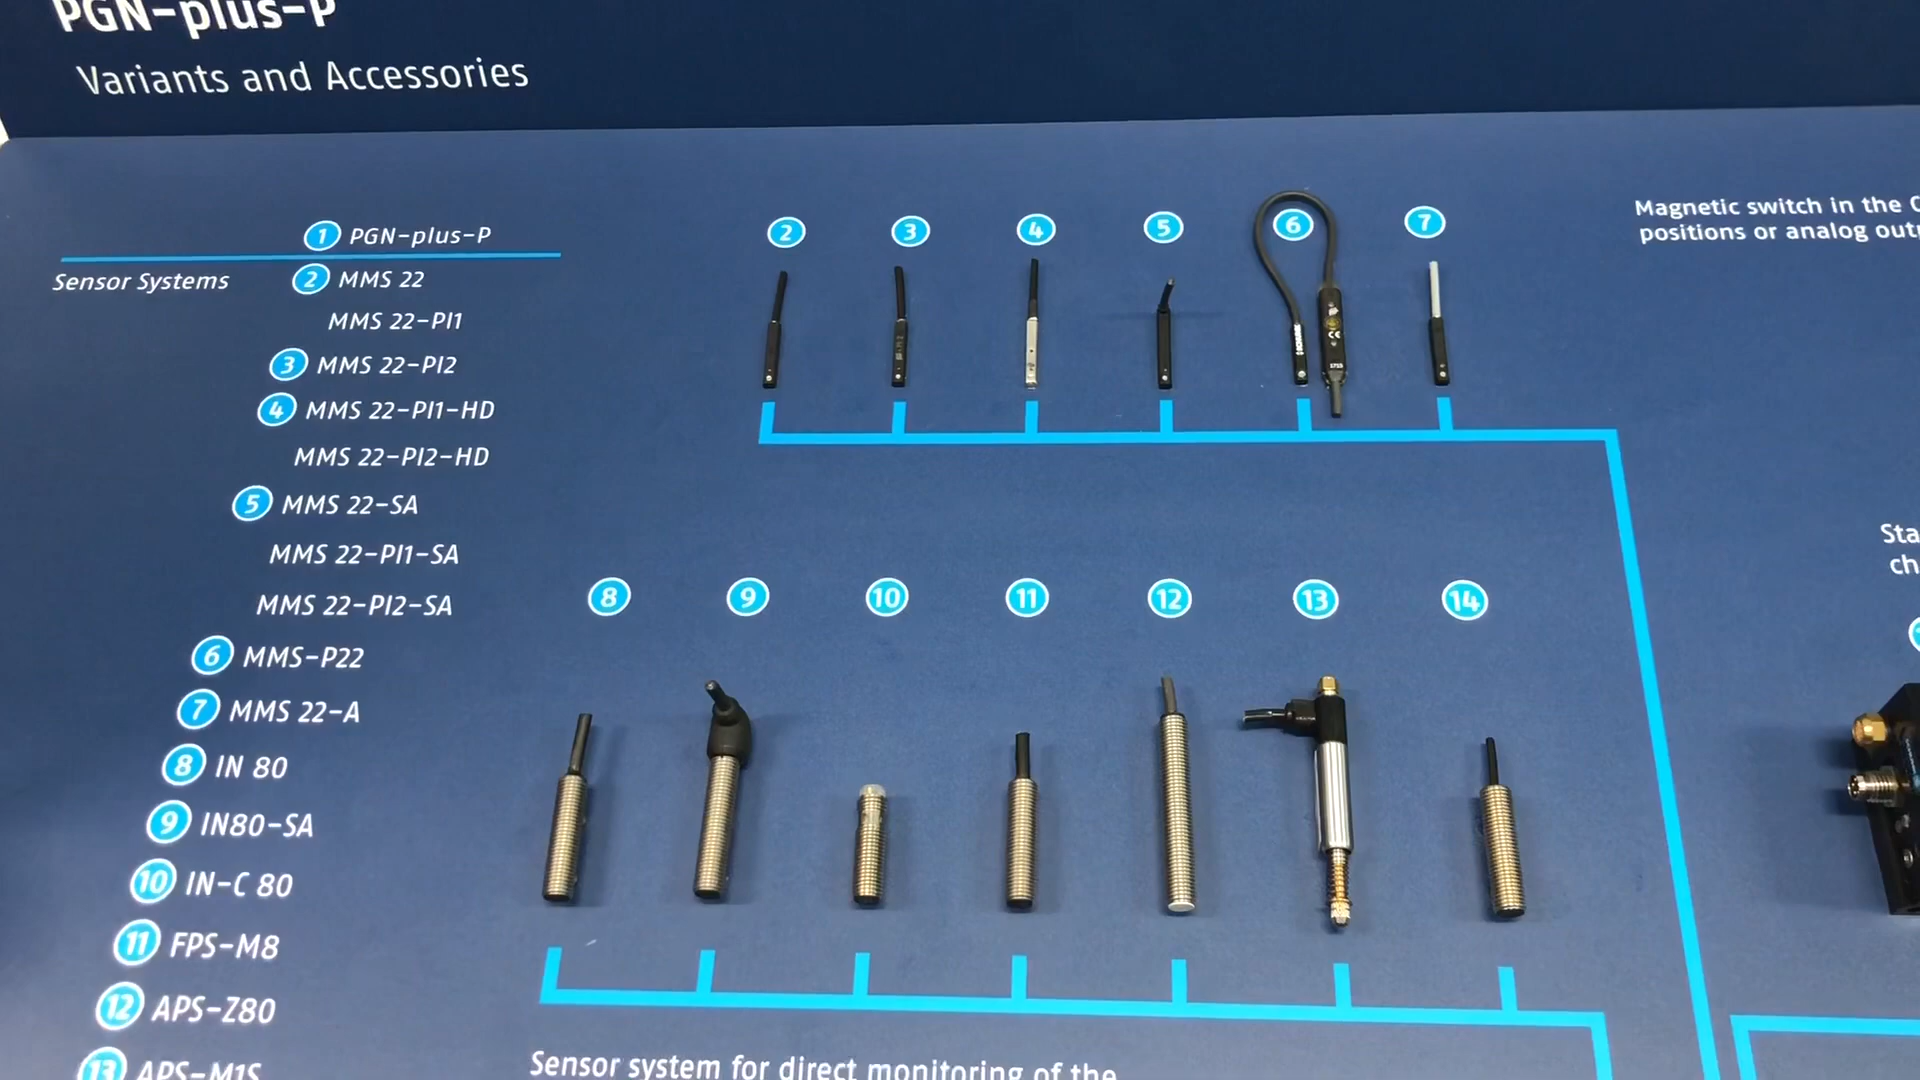 PGN-plus-P
Variants and Accessories
1 PGN-plus-P
Sensor Systems 2 MMS 22
MMS 22-PI1
3 MMS 22-PI2
4 MMS 22-PI1-HD
MMS 22-PI2-HD
5 MMS 22-SA
MMS 22-PI1-SA
MMS 22-PI2-SA
6 MMS-P22
7 MMS 22-A
8 IN 80
9 IN80-SA
10 IN-C 80
11 FPS-M8
12 APS-Z80
13 APS-M1S
2 3 4 5 6 7
Magnetic switch in the
positions or analog
8 9 10 11 12 13 14
Sensor system for direct monitoring of the